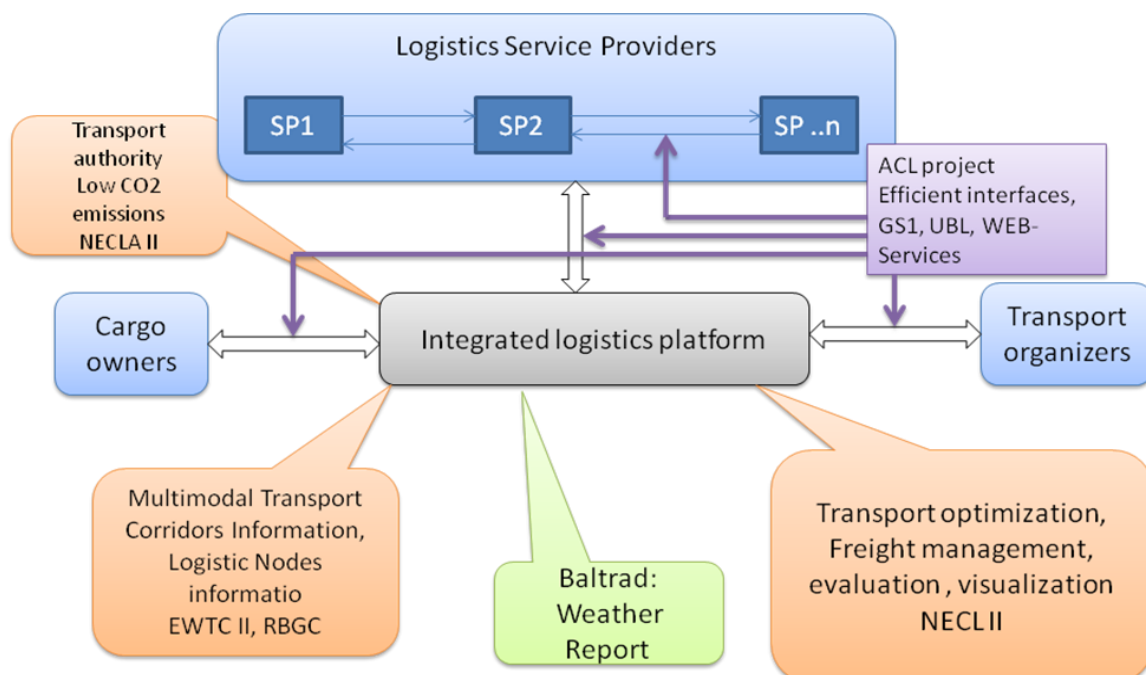 Logistics Service Providers
SP1
SP2
SP ..n
Transport
authority
Low CO2
emissions
NECLA II
ACL project
Efficient interfaces,
GS1, UBL, WEB-
Services
Cargo
owners
Integrated logistics platform
Transport
organizers
Multimodal Transport
Corridors Information,
Logistic Nodes
informatio
EWTC II, RBGC
Baltrad:
Weather
Report
Transport optimization,
Freight management,
evaluation , visualization
NECL II